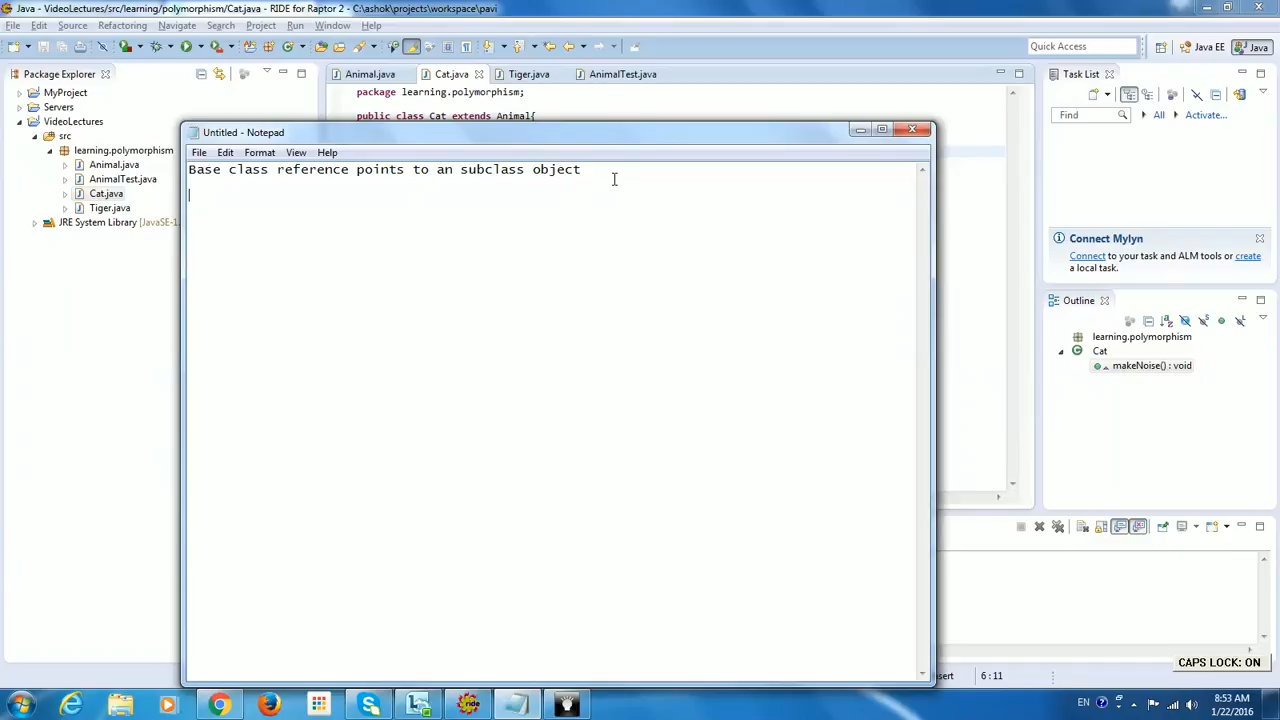 Java - VideoLectures/src/learning/polymorphism/Cat.java - RIDE for Raptor 2 - C:\ashok\projects\workspace\pavi
File Edit Source Refactoring Navigate Search Project Run Window Help
Quick Access
Java EE
Java
Package Explorer
Animal.java
Cat.java
Tiger.java
AnimalTest.java
Task List
MyProject
Servers
VideoLectures
src
learning.polymorphism
Animal.java
AnimalTest.java
Cat.java
Tiger.java
JRE System Library [JavaSE-1.
package learning.polymorphism;
public class Cat extends Animal{
Untitled - Notepad
File Edit Format View Help
Base class reference points to an subclass object
Find
All
Activate...
Connect Mylyn
Connect to your task and ALM tools or create
a local task.
Outline
learning.polymorphism
Cat
makeNoise() : void
CAPS LOCK: ON
nsert
6 : 11
EN
8:53 AM
1/22/2016